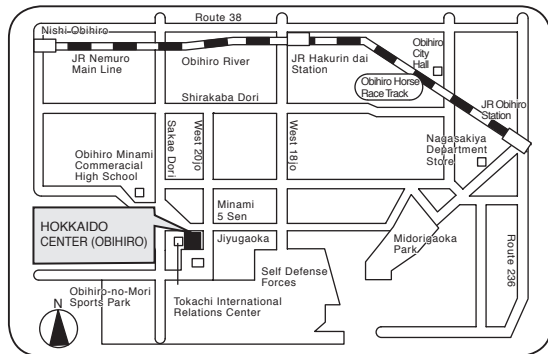 Route 38
Nishi-Obihiro
JR Nemuro
Main Line
Obihiro River
JR Hakurin dai
Station
Obihiro
City
Hall
Obihiro Horse
Race Track
JR Obihiro
Station
Shirakaba Dori
Sakae Dori
West 20jo
West 18jo
Nagasakiya
Department
Store
Obihiro Minami
Commeracial
High School
Minami
5 Sen
HOKKAIDO
CENTER (OBIHIRO)
Jiyugaoka
Midorigaoka
Park
Route 236
Self Defense
Forces
Obihiro-no-Mori
Sports Park
Tokachi International
Relations Center
N